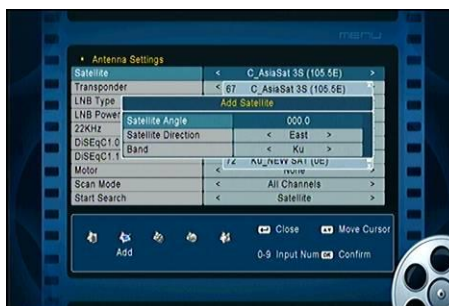 MENU
• Antenna Settings
Satellite < C_AsiaSat 3S (105.5E) >
Transponder < 67 C_AsiaSat 3S (105.5E)
LNB Type
Add Satellite
LNB Power
Satellite Angle 000.0
22KHz
Satellite Direction < East >
DiSEqC1.0
Band < Ku >
DiSEqC1.1 72 KU_NEW SAT (0E)
Motor < None >
Scan Mode < All Channels >
Start Search < Satellite >
Close Move Cursor
Add 0-9 Input Num OK Confirm